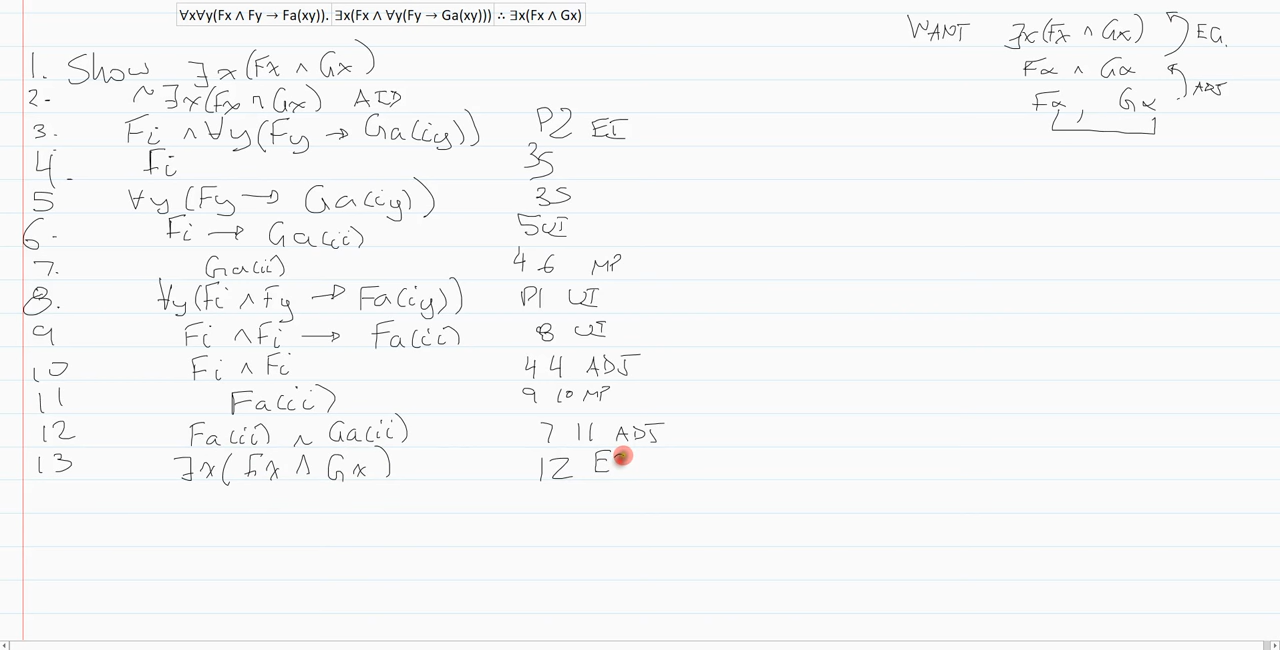 ∀x∀y(Fx ∧ Fy → Fa(xy)). ∃x(Fx ∧ ∀y(Fy → Ga(xy))) ∴ ∃x(Fx ∧ Gx)
WANT ∃x(Fx ∧ Gx) EG.
Fα ∧ Gα
Fα, Gα ADJ
1. Show ∃x(Fx ∧ Gx)
2. ~∃x(Fx ∧ Gx) AID
3. Fi ∧ ∀y(Fy → Ga(iy)) P2 EI
4. Fi 3S
5 ∀y(Fy → Ga(iy)) 3S
6. Fi → Ga(ii) 5UI
7. Ga(ii) 4 6 MP
8. ∀y(Fi ∧ Fy → Fa(iy)) P1 UI
9 Fi ∧ Fi → Fa(ii) 8 UI
10 Fi ∧ Fi 4 4 ADJ
11 Fa(ii) 9 10 MP
12 Fa(ii) ∧ Ga(ii) 7 11 ADJ
13 ∃x(Fx ∧ Gx) 12 E